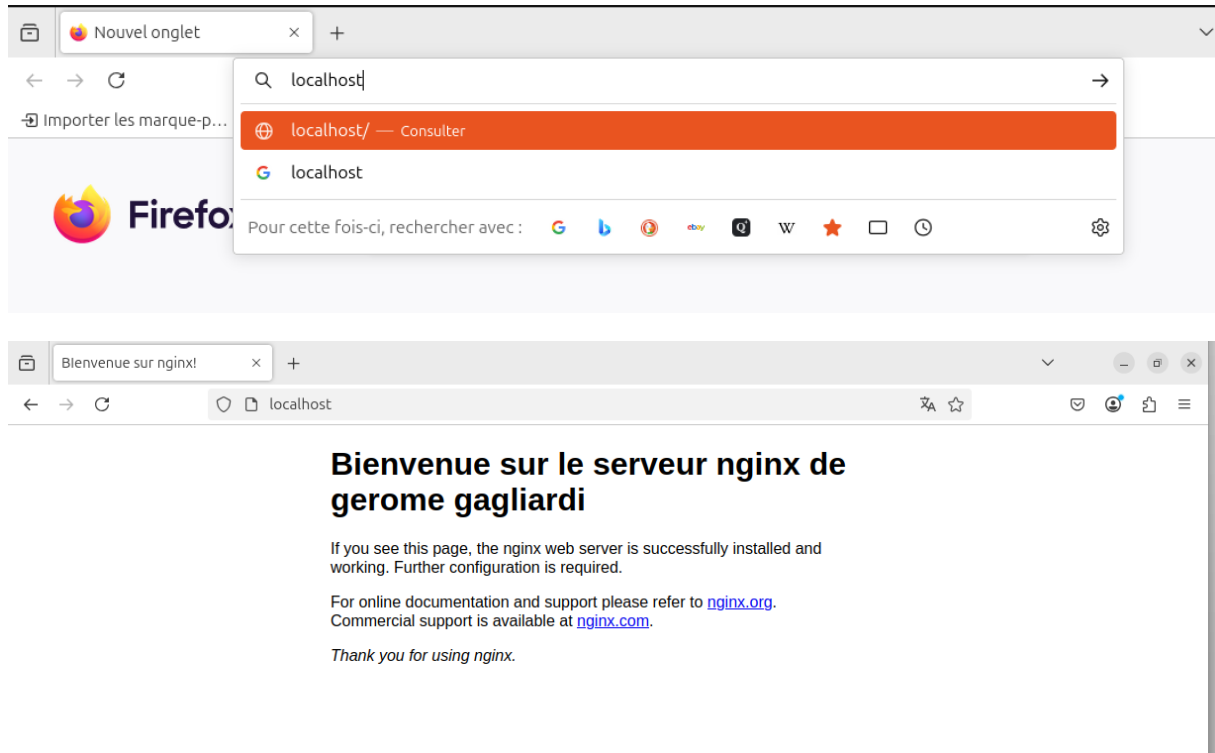 Nouvel onglet
localhost
Importer les marque-p…
localhost/ — Consulter
localhost
Firefo
Pour cette fois-ci, rechercher avec :
ebay
W
BIenvenue sur nginx!
localhost
Bienvenue sur le serveur nginx de
gerome gagliardi
If you see this page, the nginx web server is successfully installed and
working. Further configuration is required.
For online documentation and support please refer to nginx.org.
Commercial support is available at nginx.com.
Thank you for using nginx.